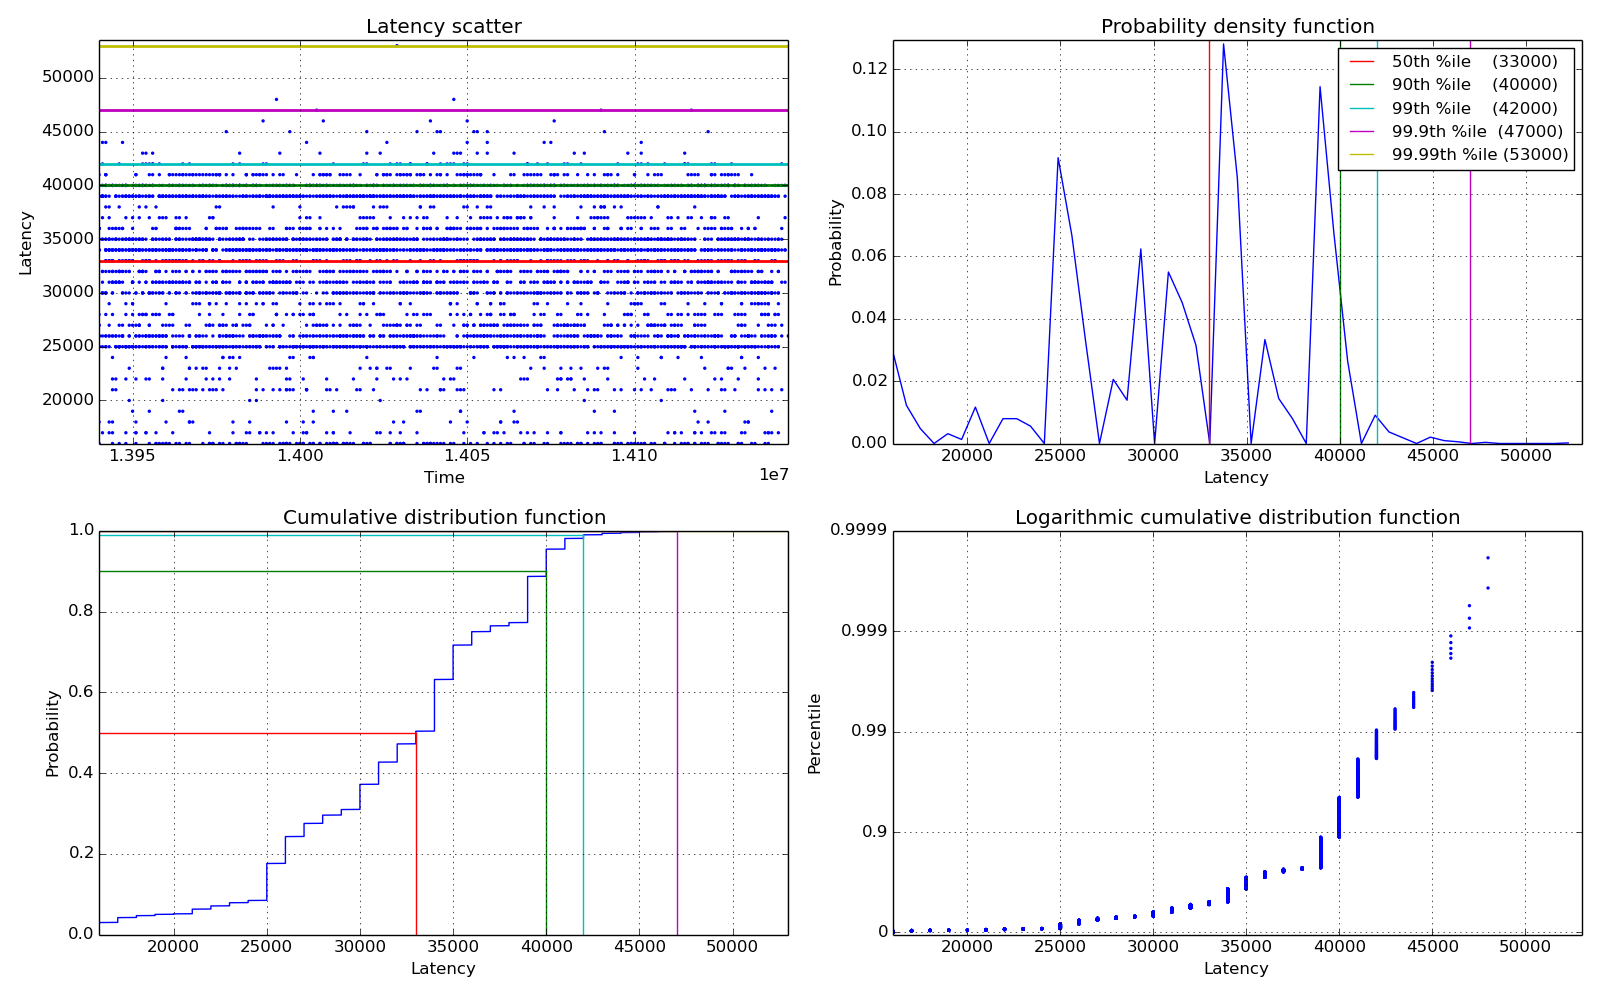 Latency scatter
50000
45000
40000
35000
30000
25000
20000
Latency
1.395
1.400
1.405
1.410
1e7
Time
Probability density function
0.12
0.10
0.08
0.06
0.04
0.02
0.00
Probability
50th %ile (33000)
90th %ile (40000)
99th %ile (42000)
99.9th %ile (47000)
99.99th %ile (53000)
20000
25000
30000
35000
40000
45000
50000
Latency
Cumulative distribution function
1.0
0.8
0.6
0.4
0.2
0.0
Probability
20000
25000
30000
35000
40000
45000
50000
Latency
Logarithmic cumulative distribution function
0.9999
0.999
0.99
0.9
0
Percentile
20000
25000
30000
35000
40000
45000
50000
Latency